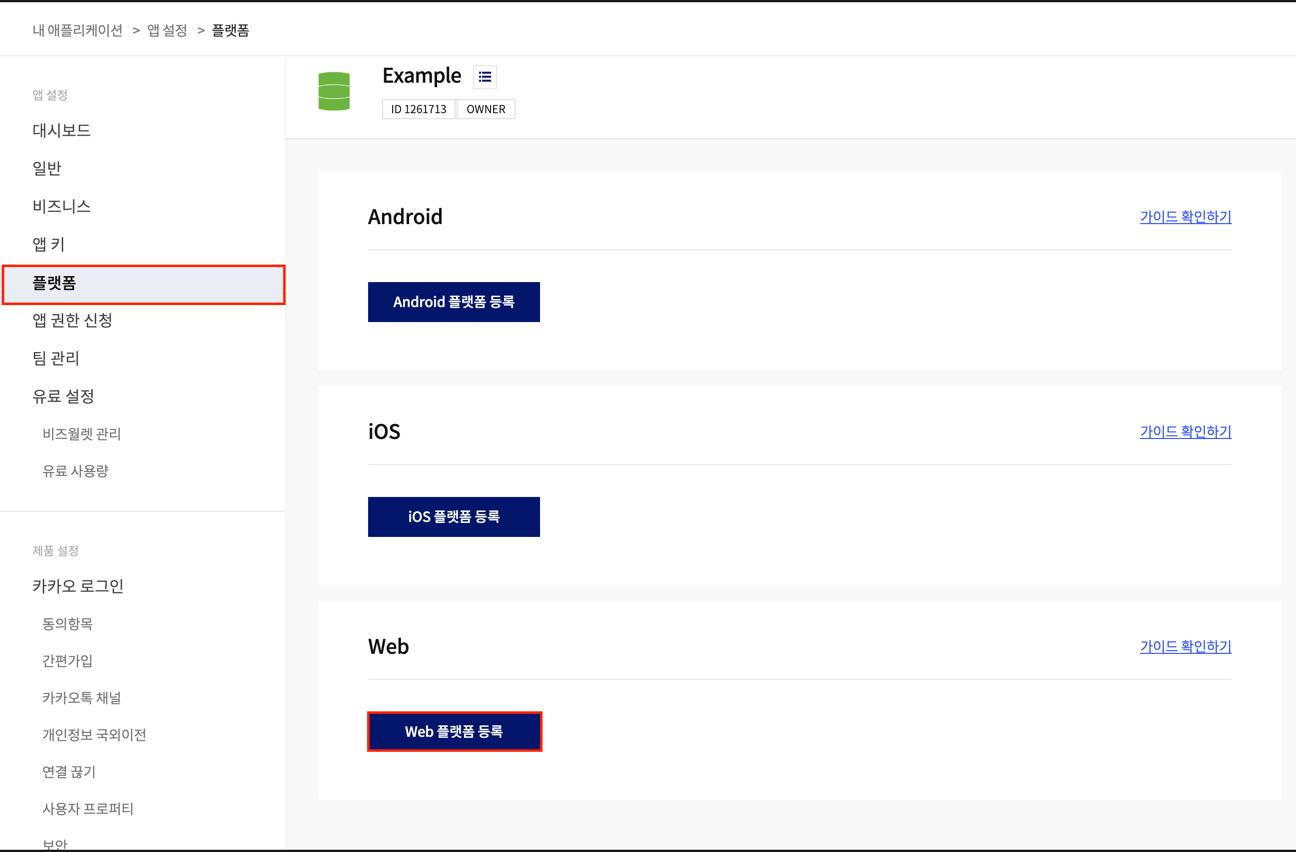 내 애플리케이션 > 앱 설정 > 플랫폼
앱 설정
대시보드
일반
비즈니스
앱 키
플랫폼
앱 권한 신청
팀 관리
유료 설정
비즈월렛 관리
유료 사용량
제품 설정
카카오 로그인
동의항목
간편가입
카카오톡 채널
개인정보 국외이전
연결 끊기
사용자 프로퍼티
보안
Example
ID 1261713 OWNER
Android 가이드 확인하기
Android 플랫폼 등록
iOS 가이드 확인하기
iOS 플랫폼 등록
Web 가이드 확인하기
Web 플랫폼 등록